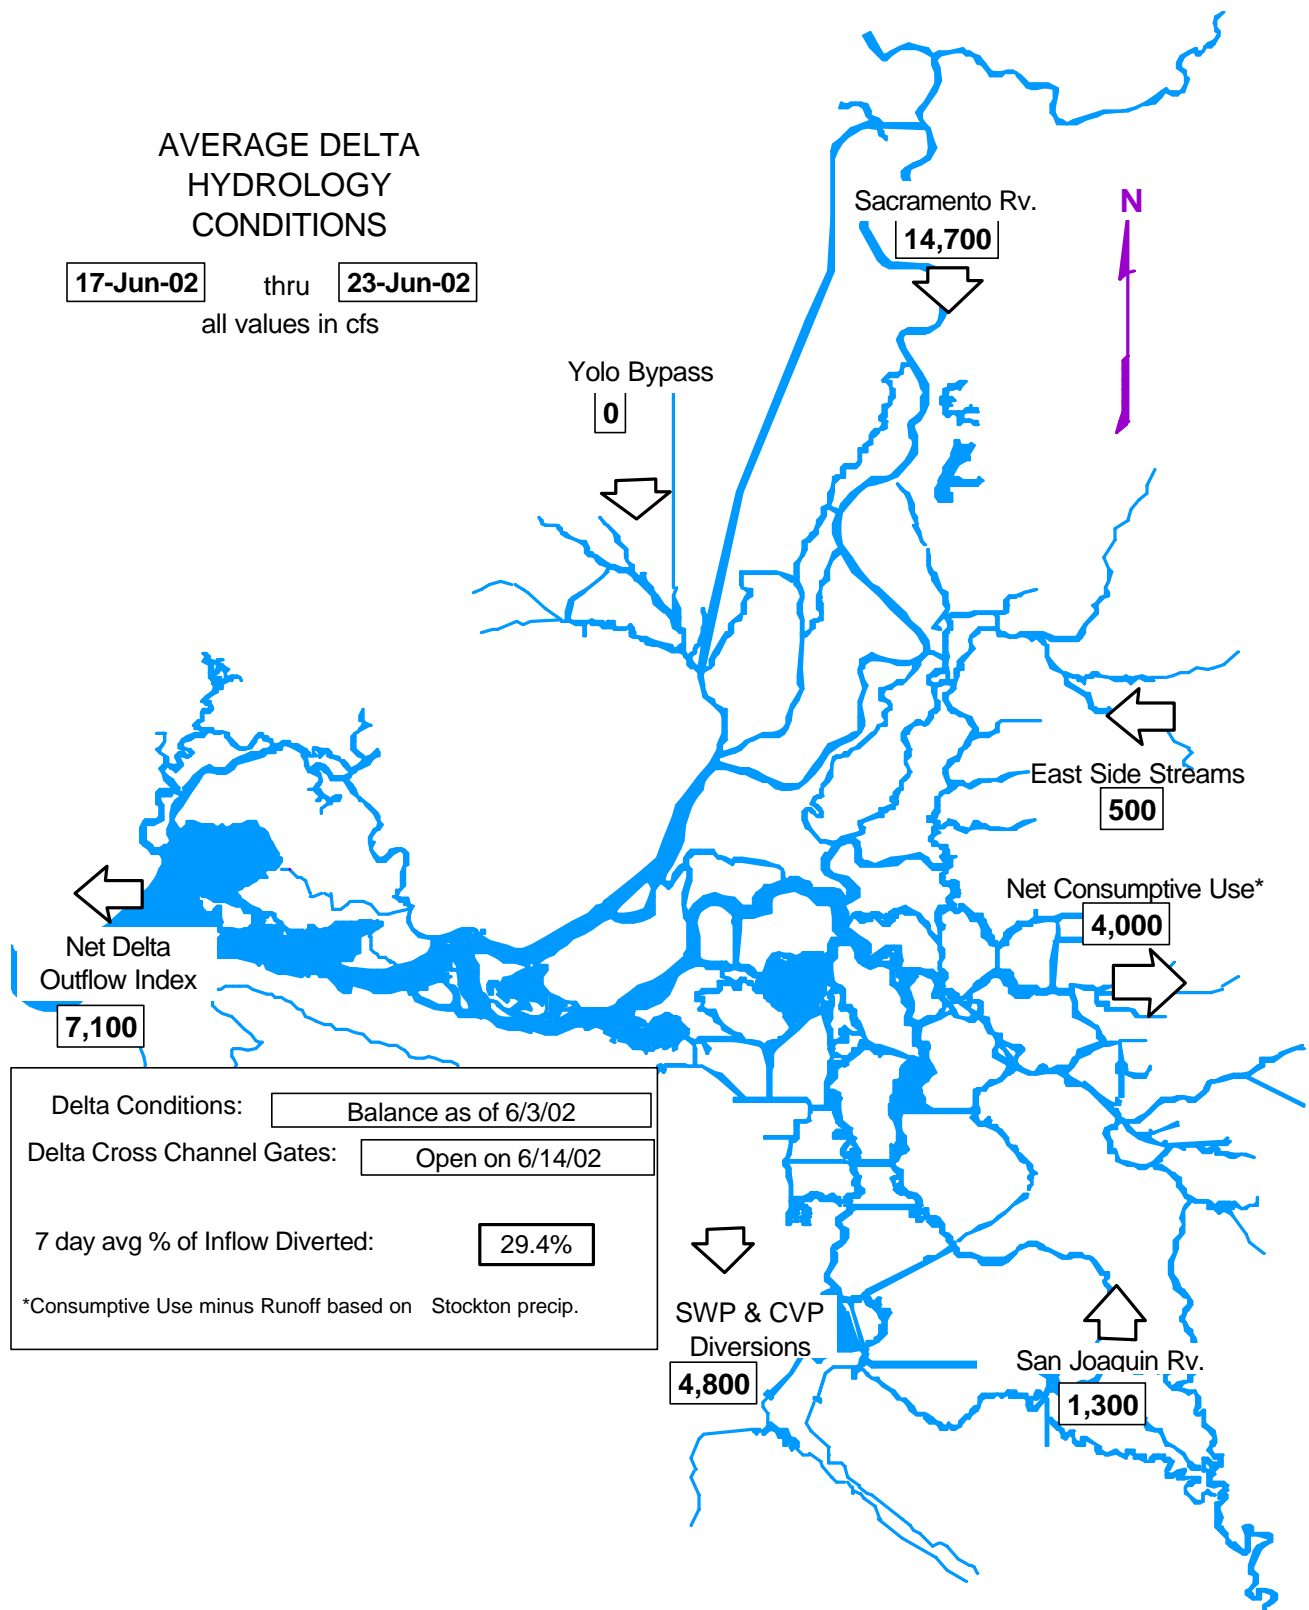 AVERAGE DELTA
HYDROLOGY
CONDITIONS
17-Jun-02 thru 23-Jun-02
all values in cfs
Sacramento Rv.
14,700
N
Yolo Bypass
0
East Side Streams
500
Net Consumptive Use*
4,000
Net Delta
Outflow Index
7,100
Delta Conditions: Balance as of 6/3/02
Delta Cross Channel Gates: Open on 6/14/02
7 day avg % of Inflow Diverted: 29.4%
*Consumptive Use minus Runoff based on Stockton precip.
SWP & CVP
Diversions
4,800
San Joaquin Rv.
1,300